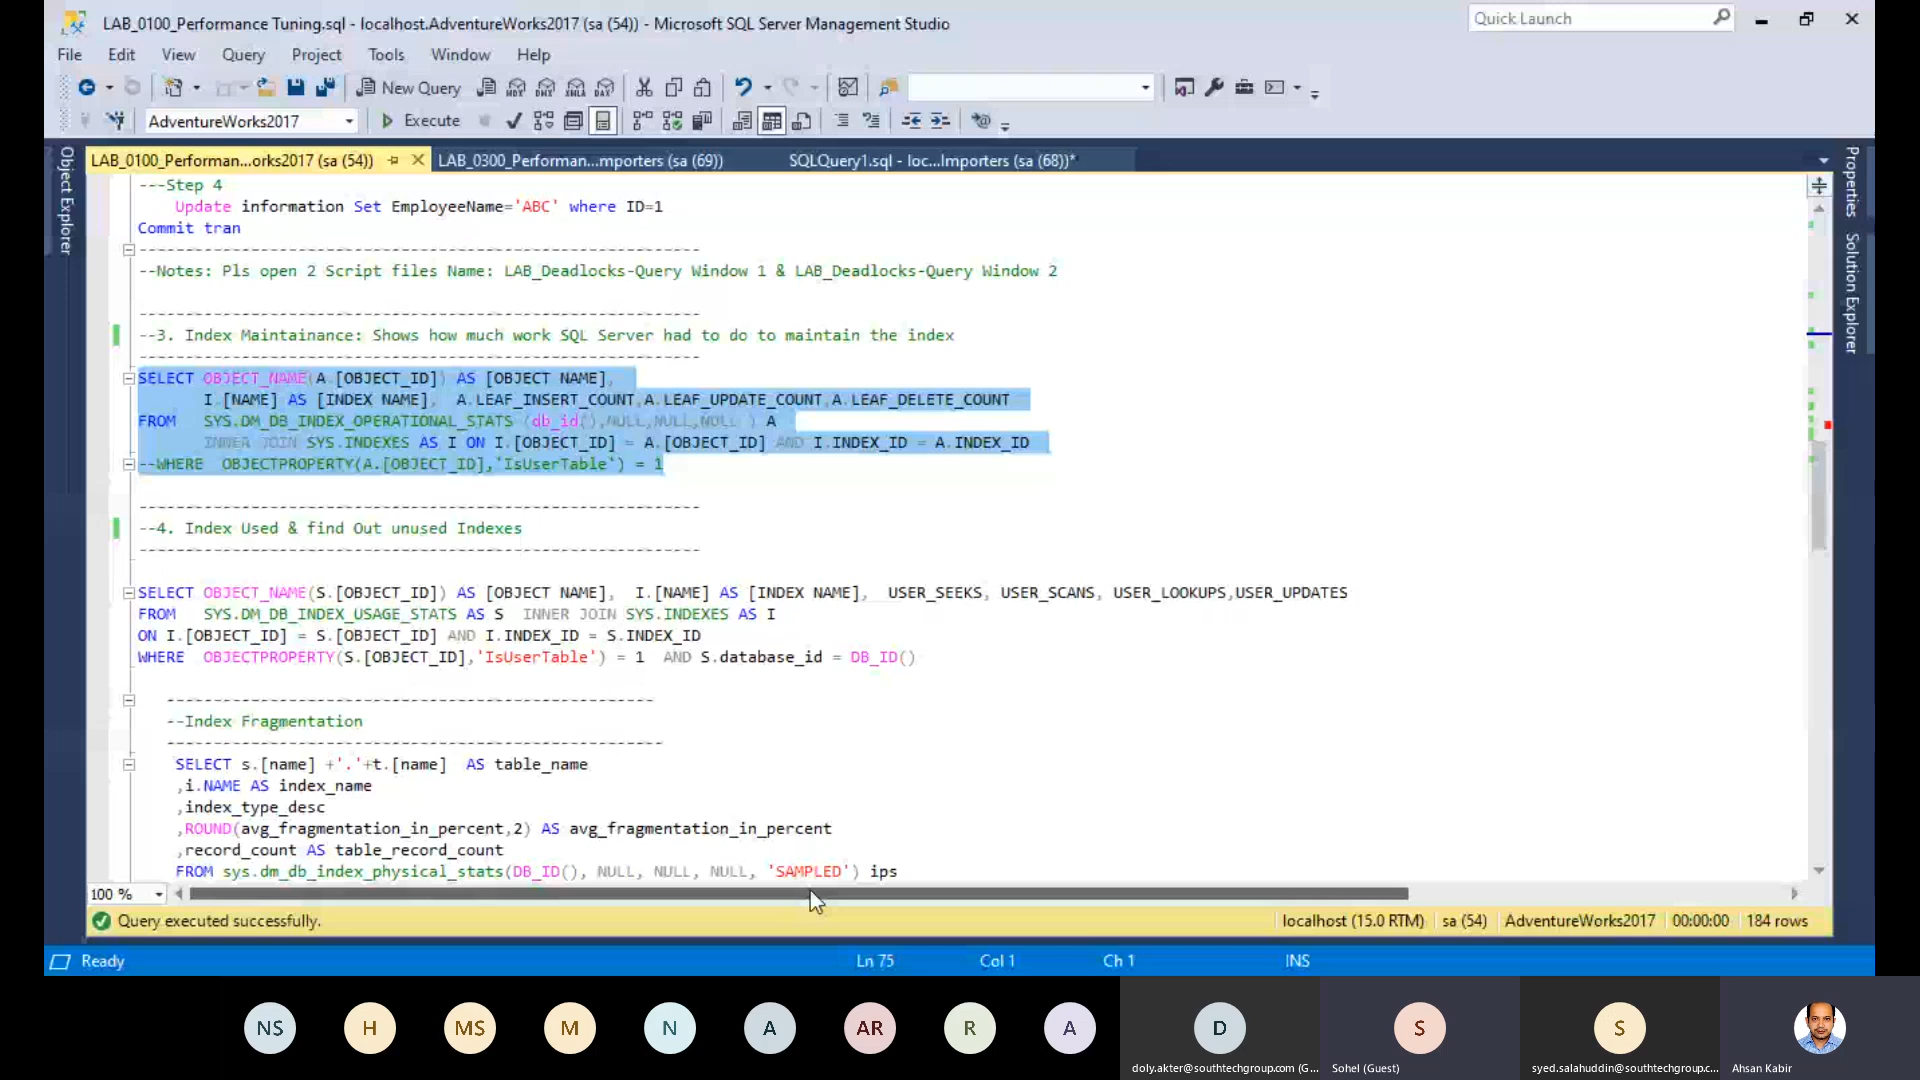 LAB_0100_Performance Tuning.sql - localhost.AdventureWorks2017 (sa (54)) - Microsoft SQL Server Management Studio
Quick Launch
File Edit View Query Project Tools Window Help
New Query
AdventureWorks2017 Execute
LAB_0100_Performan...orks2017 (sa (54)) LAB_0300_Performan...mporters (sa (69)) SQLQuery1.sql - loc...Importers (sa (68))*
Object Explorer
Properties
Solution Explorer
---Step 4
Update information Set EmployeeName='ABC' where ID=1
Commit tran
------------------------------------------------------------
--Notes: Pls open 2 Script files Name: LAB_Deadlocks-Query Window 1 & LAB_Deadlocks-Query Window 2
------------------------------------------------------------
--3. Index Maintainance: Shows how much work SQL Server had to do to maintain the index
------------------------------------------------------------
SELECT OBJECT_NAME(A.[OBJECT_ID]) AS [OBJECT NAME],
I.[NAME] AS [INDEX NAME], A.LEAF_INSERT_COUNT,A.LEAF_UPDATE_COUNT,A.LEAF_DELETE_COUNT
FROM SYS.DM_DB_INDEX_OPERATIONAL_STATS (db_id(),NULL,NULL,NULL ) A
INNER JOIN SYS.INDEXES AS I ON I.[OBJECT_ID] = A.[OBJECT_ID] AND I.INDEX_ID = A.INDEX_ID
--WHERE OBJECTPROPERTY(A.[OBJECT_ID],'IsUserTable') = 1
------------------------------------------------------------
--4. Index Used & find Out unused Indexes
------------------------------------------------------------
SELECT OBJECT_NAME(S.[OBJECT_ID]) AS [OBJECT NAME], I.[NAME] AS [INDEX NAME], USER_SEEKS, USER_SCANS, USER_LOOKUPS,USER_UPDATES
FROM SYS.DM_DB_INDEX_USAGE_STATS AS S INNER JOIN SYS.INDEXES AS I
ON I.[OBJECT_ID] = S.[OBJECT_ID] AND I.INDEX_ID = S.INDEX_ID
WHERE OBJECTPROPERTY(S.[OBJECT_ID],'IsUserTable') = 1 AND S.database_id = DB_ID()
----------------------------------------------------
--Index Fragmentation
-----------------------------------------------------
SELECT s.[name] +'.'+t.[name] AS table_name
,i.NAME AS index_name
,index_type_desc
,ROUND(avg_fragmentation_in_percent,2) AS avg_fragmentation_in_percent
,record_count AS table_record_count
FROM sys.dm_db_index_physical_stats(DB_ID(), NULL, NULL, NULL, 'SAMPLED') ips
100 %
Query executed successfully. localhost (15.0 RTM) sa (54) AdventureWorks2017 00:00:00 184 rows
Ready Ln 75 Col 1 Ch 1 INS
NS H MS M N A AR R A D S S
doly.akter@southtechgroup.com (G... Sohel (Guest) syed.salahuddin@southtechgroup.c... Ahsan Kabir